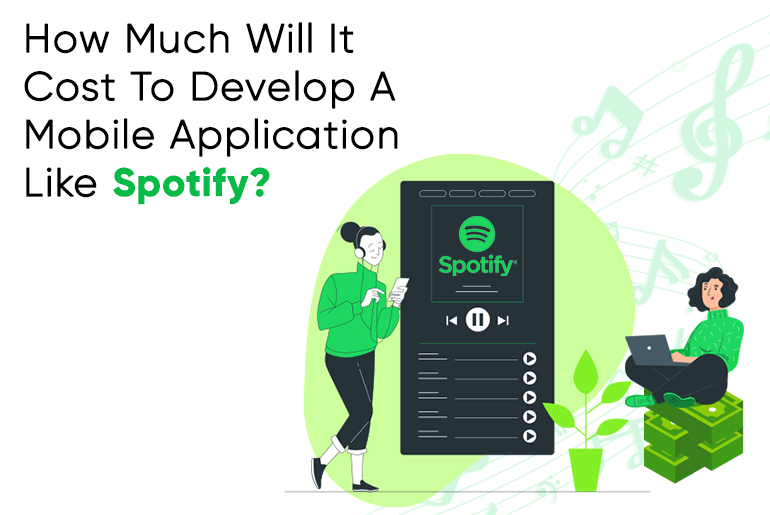 How Much Will It
Cost To Develop A
Mobile Application
Like Spotify?
Spotify®